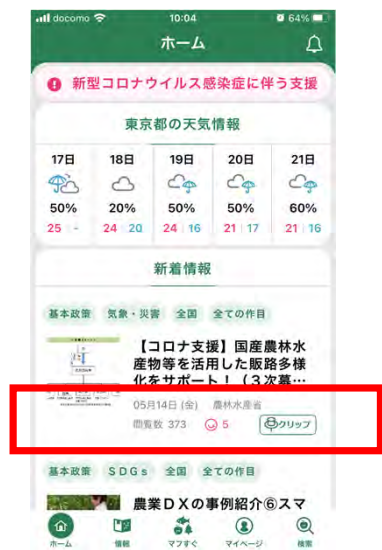 docomo 10:04 64%
ホーム
新型コロナウイルス感染症に伴う支援
東京都の天気情報
17日 18日 19日 20日 21日
50% 20% 50% 50% 60%
25 - 24 20 24 16 21 17 21 16
新着情報
基本政策 気象・災害 全国 全ての作目
【コロナ支援】国産農林水
産物等を活用した販路多様
化をサポート!(3次募…
05月14日 (金) 農林水産省
閲覧数 373 5 クリップ
基本政策 SDGs 全国 全ての作目
農業DXの事例紹介⑥スマ
ホーム 情報 マフすぐ マイページ 検索